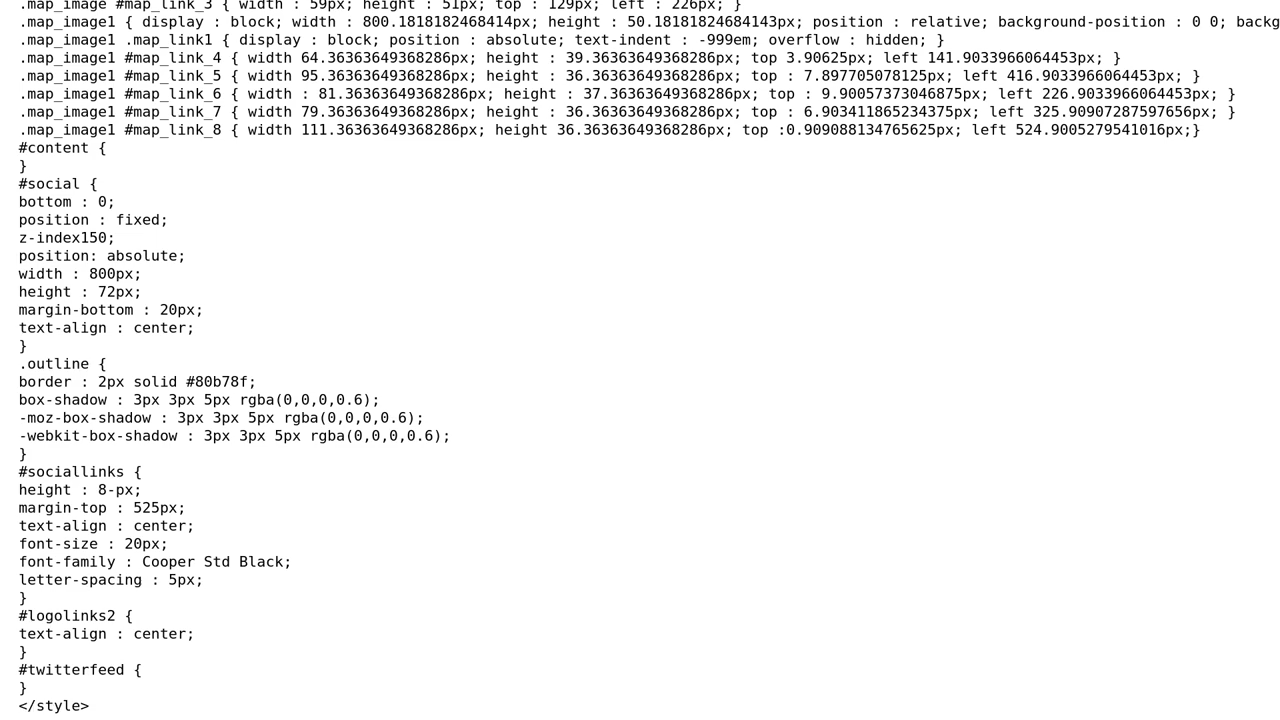 .map_image #map_link_3 { width : 59px; height : 51px; top : 129px; left : 226px; }
.map_image1 { display : block; width : 800.1818182468414px; height : 50.18181824684143px; position : relative; background-position : 0 0; backg
.map_image1 .map_link1 { display : block; position : absolute; text-indent : -999em; overflow : hidden; }
.map_image1 #map_link_4 { width 64.36363649368286px; height : 39.36363649368286px; top 3.90625px; left 141.9033966064453px; }
.map_image1 #map_link_5 { width 95.36363649368286px; height : 36.36363649368286px; top : 7.897705078125px; left 416.9033966064453px; }
.map_image1 #map_link_6 { width : 81.36363649368286px; height : 37.36363649368286px; top : 9.90057373046875px; left 226.9033966064453px; }
.map_image1 #map_link_7 { width 79.36363649368286px; height : 36.36363649368286px; top : 6.903411865234375px; left 325.90907287597656px; }
.map_image1 #map_link_8 { width 111.36363649368286px; height 36.36363649368286px; top :0.909088134765625px; left 524.9005279541016px;}
#content {
}
#social {
bottom : 0;
position : fixed;
z-index150;
position: absolute;
width : 800px;
height : 72px;
margin-bottom : 20px;
text-align : center;
}
.outline {
border : 2px solid #80b78f;
box-shadow : 3px 3px 5px rgba(0,0,0,0.6);
-moz-box-shadow : 3px 3px 5px rgba(0,0,0,0.6);
-webkit-box-shadow : 3px 3px 5px rgba(0,0,0,0.6);
}
#sociallinks {
height : 8-px;
margin-top : 525px;
text-align : center;
font-size : 20px;
font-family : Cooper Std Black;
letter-spacing : 5px;
}
#logolinks2 {
text-align : center;
}
#twitterfeed {
}
</style>